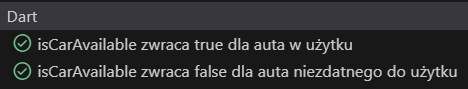 Dart
isCarAvailable zwraca true dla auta w użytku
isCarAvailable zwraca false dla auta niezdatnego do użytku